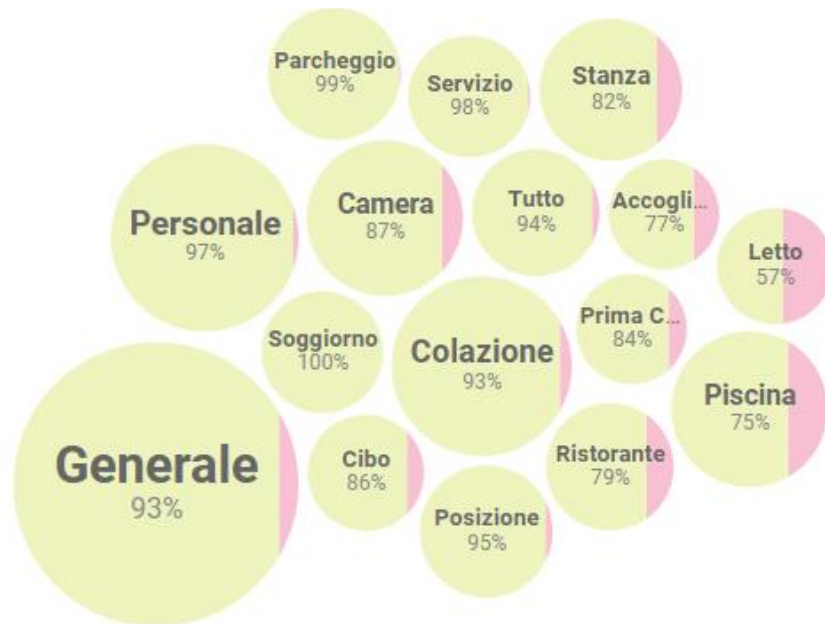 Parcheggio
99%
Servizio
98%
Stanza
82%
Personale
97%
Camera
87%
Tutto
94%
Accogli...
77%
Letto
57%
Soggiorno
100%
Colazione
93%
Prima C...
84%
Piscina
75%
Generale
93%
Cibo
86%
Posizione
95%
Ristorante
79%